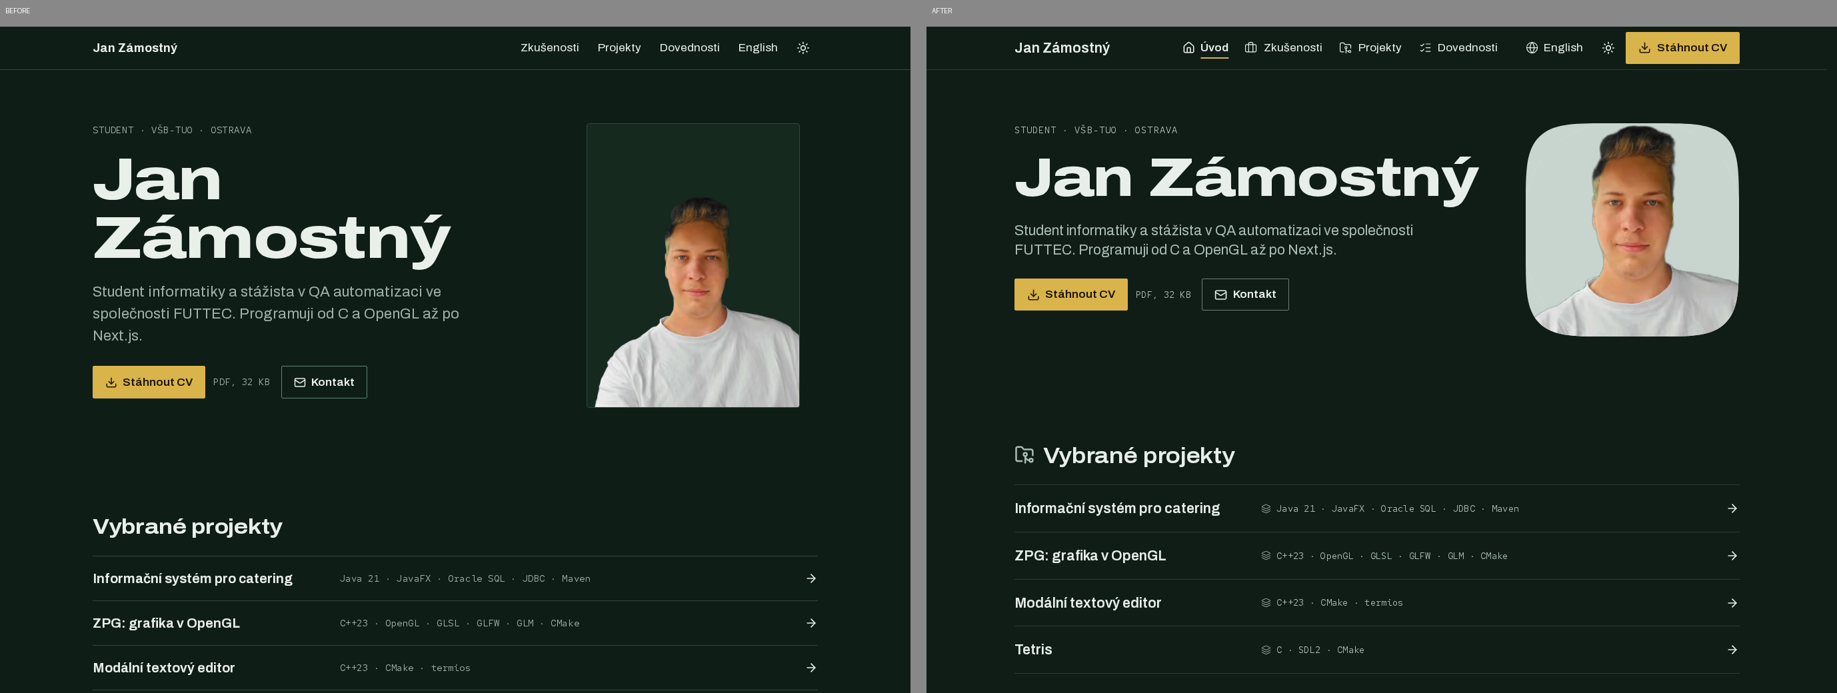 BEFORE
Jan Zámostný
Zkušenosti Projekty Dovednosti English
STUDENT · VŠB-TUO · OSTRAVA
Jan
Zámostný
Student informatiky a stážista v QA automatizaci ve
společnosti FUTTEC. Programuji od C a OpenGL až po
Next.js.
Stáhnout CV PDF, 32 KB Kontakt
Vybrané projekty
Informační systém pro catering Java 21 · JavaFX · Oracle SQL · JDBC · Maven
ZPG: grafika v OpenGL C++23 · OpenGL · GLSL · GLFW · GLM · CMake
Modální textový editor C++23 · CMake · termios
AFTER
Jan Zámostný
Úvod Zkušenosti Projekty Dovednosti English Stáhnout CV
STUDENT · VŠB-TUO · OSTRAVA
Jan Zámostný
Student informatiky a stážista v QA automatizaci ve společnosti
FUTTEC. Programuji od C a OpenGL až po Next.js.
Stáhnout CV PDF, 32 KB Kontakt
Vybrané projekty
Informační systém pro catering Java 21 · JavaFX · Oracle SQL · JDBC · Maven
ZPG: grafika v OpenGL C++23 · OpenGL · GLSL · GLFW · GLM · CMake
Modální textový editor C++23 · CMake · termios
Tetris C · SDL2 · CMake